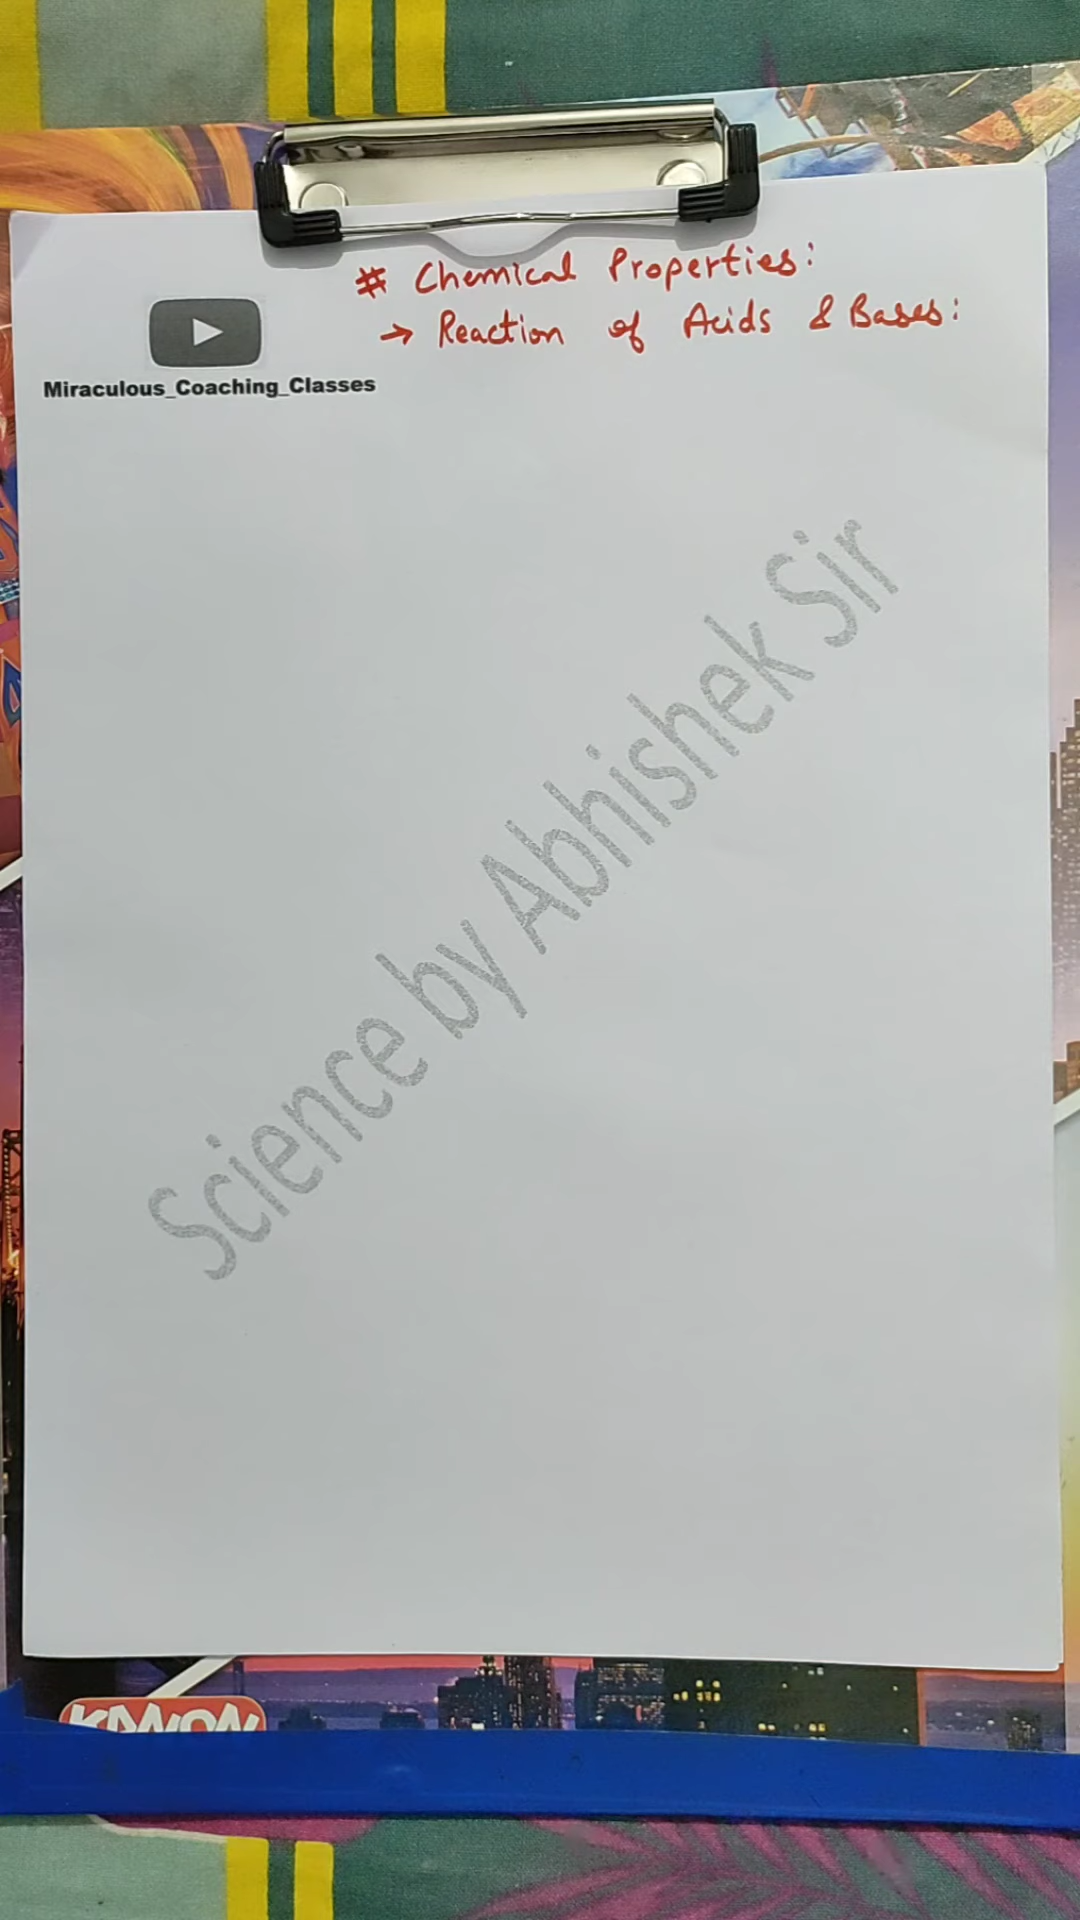 # Chemical Properties:
→ Reaction of Acids & Bases:
Miraculous_Coaching_Classes
Science by Abhishek Sir